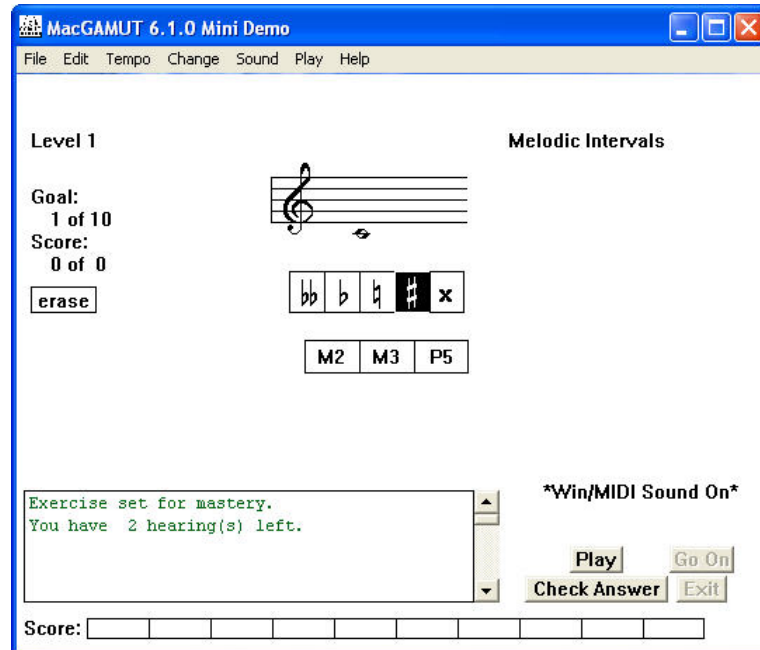 MacGAMUT 6.1.0 Mini Demo
File Edit Tempo Change Sound Play Help
Level 1
Melodic Intervals
Goal:
1 of 10
Score:
0 of 0
erase
𝄫 ♭ ♮ ♯ x
M2 M3 P5
*Win/MIDI Sound On*
Exercise set for mastery.
You have 2 hearing(s) left.
Play Go On
Check Answer Exit
Score: